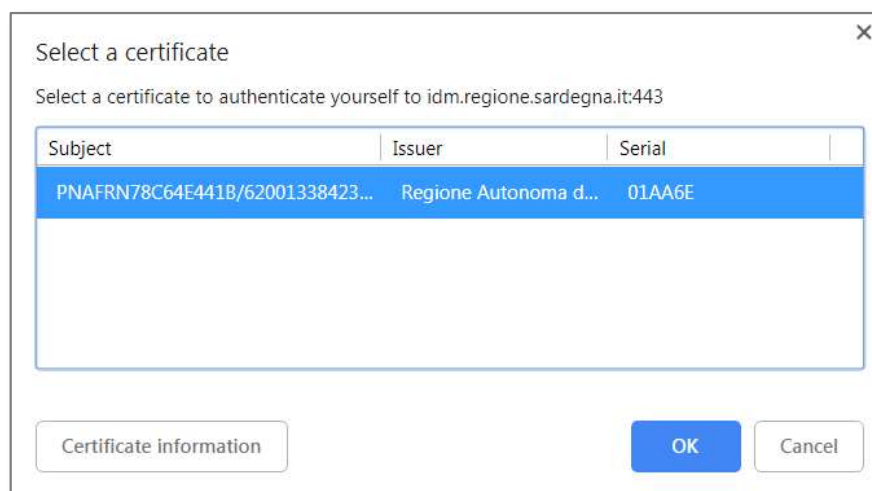 Select a certificate
Select a certificate to authenticate yourself to idm.regione.sardegna.it:443
Subject Issuer Serial
PNAFRN78C64E441B/62001338423... Regione Autonoma d... 01AA6E
Certificate information OK Cancel